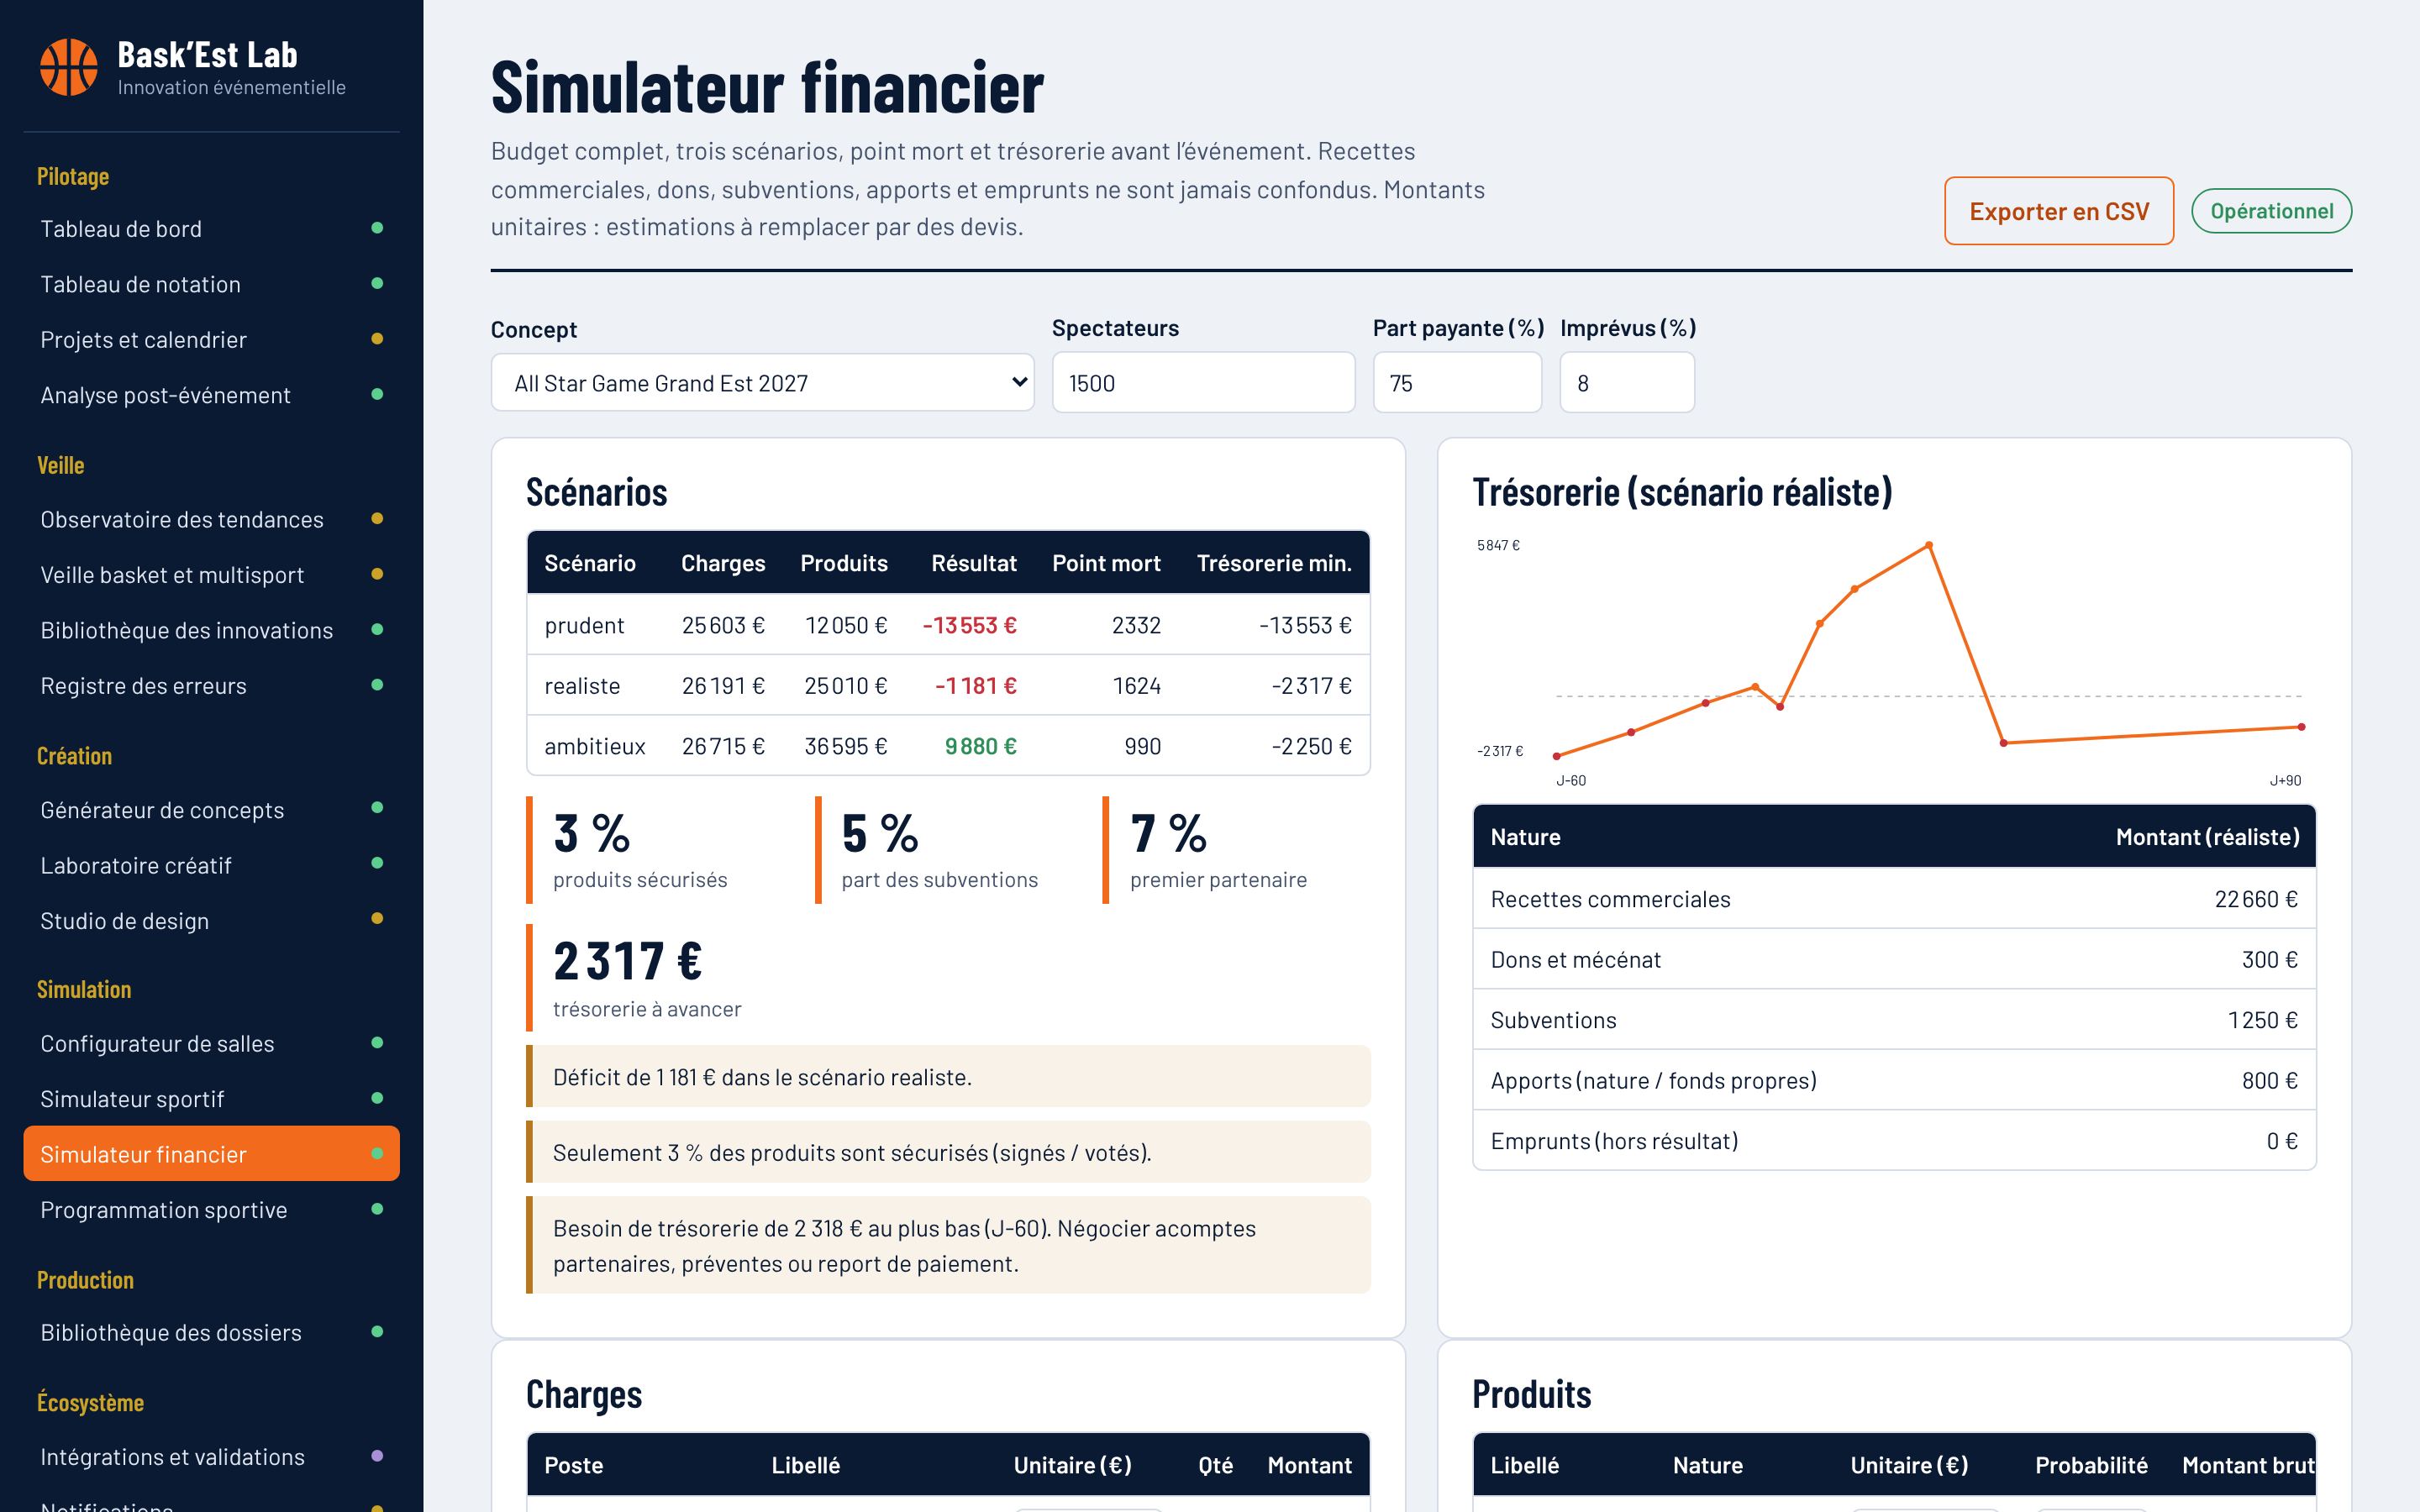 Bask’Est Lab
Innovation événementielle
Pilotage
Tableau de bord
Tableau de notation
Projets et calendrier
Analyse post-événement
Veille
Observatoire des tendances
Veille basket et multisport
Bibliothèque des innovations
Registre des erreurs
Création
Générateur de concepts
Laboratoire créatif
Studio de design
Simulation
Configurateur de salles
Simulateur sportif
Simulateur financier
Programmation sportive
Production
Bibliothèque des dossiers
Écosystème
Intégrations et validations
Notifications
Simulateur financier
Budget complet, trois scénarios, point mort et trésorerie avant l’événement. Recettes
commerciales, dons, subventions, apports et emprunts ne sont jamais confondus. Montants
unitaires : estimations à remplacer par des devis.
Exporter en CSV
Opérationnel
Concept Spectateurs Part payante (%) Imprévus (%)
All Star Game Grand Est 2027 1500 75 8
Scénarios
Scénario Charges Produits Résultat Point mort Trésorerie min.
prudent 25 603 € 12 050 € -13 553 € 2332 -13 553 €
realiste 26 191 € 25 010 € -1 181 € 1624 -2 317 €
ambitieux 26 715 € 36 595 € 9 880 € 990 -2 250 €
3 % 5 % 7 %
produits sécurisés part des subventions premier partenaire
2 317 €
trésorerie à avancer
Déficit de 1 181 € dans le scénario realiste.
Seulement 3 % des produits sont sécurisés (signés / votés).
Besoin de trésorerie de 2 318 € au plus bas (J-60). Négocier acomptes
partenaires, préventes ou report de paiement.
Trésorerie (scénario réaliste)
5 847 €
-2 317 €
J-60 J+90
Nature Montant (réaliste)
Recettes commerciales 22 660 €
Dons et mécénat 300 €
Subventions 1 250 €
Apports (nature / fonds propres) 800 €
Emprunts (hors résultat) 0 €
Charges
Poste Libellé Unitaire (€) Qté Montant
Produits
Libellé Nature Unitaire (€) Probabilité Montant brut